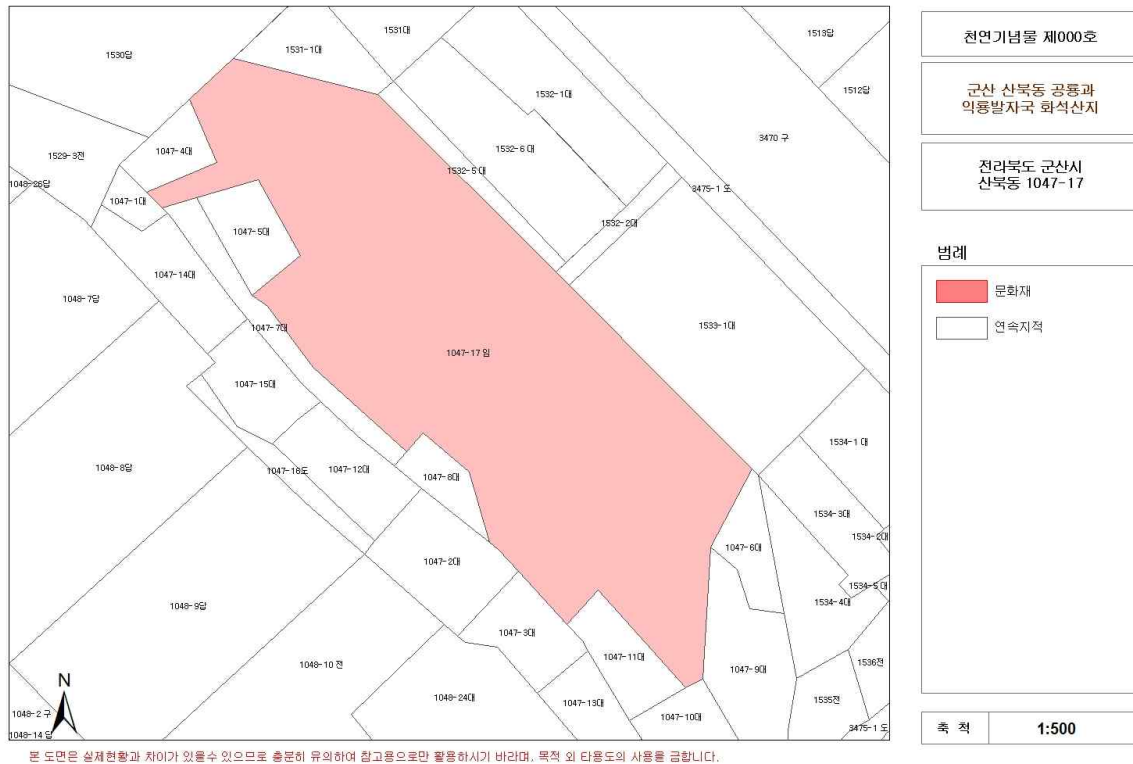 1530답
1531-1대
1531대
1513답
1512답
1532-1대
3470 구
1532-6 대
1047-4대
1529-3전
1532-5 대
1048-26답
3475-1 도
1047-1대
1532-2대
1047-5대
1047-14대
1048-7답
1047-7대
1533-1대
1047-17 임
1047-15대
1534-1 대
1048-8답
1047-16도
1047-12대
1047-8대
1534-3대
1534-2대
1047-6대
1047-2대
1534-5 대
1534-4대
1048-9답
1047-3대
1047-11대
1048-10 전
1047-9대
1536전
1048-24대
1047-13대
1535전
1048-2 구
1047-10대
3475-1 도
1048-14 답
N
천연기념물 제000호
군산 산북동 공룡과
익룡발자국 화석산지
전라북도 군산시
산북동 1047-17
범례
문화재
연속지적
축 척 1:500
본 도면은 실제현황과 차이가 있을수 있으므로 충분히 유의하여 참고용으로만 활용하시기 바라며, 목적 외 타용도의 사용을 금합니다.